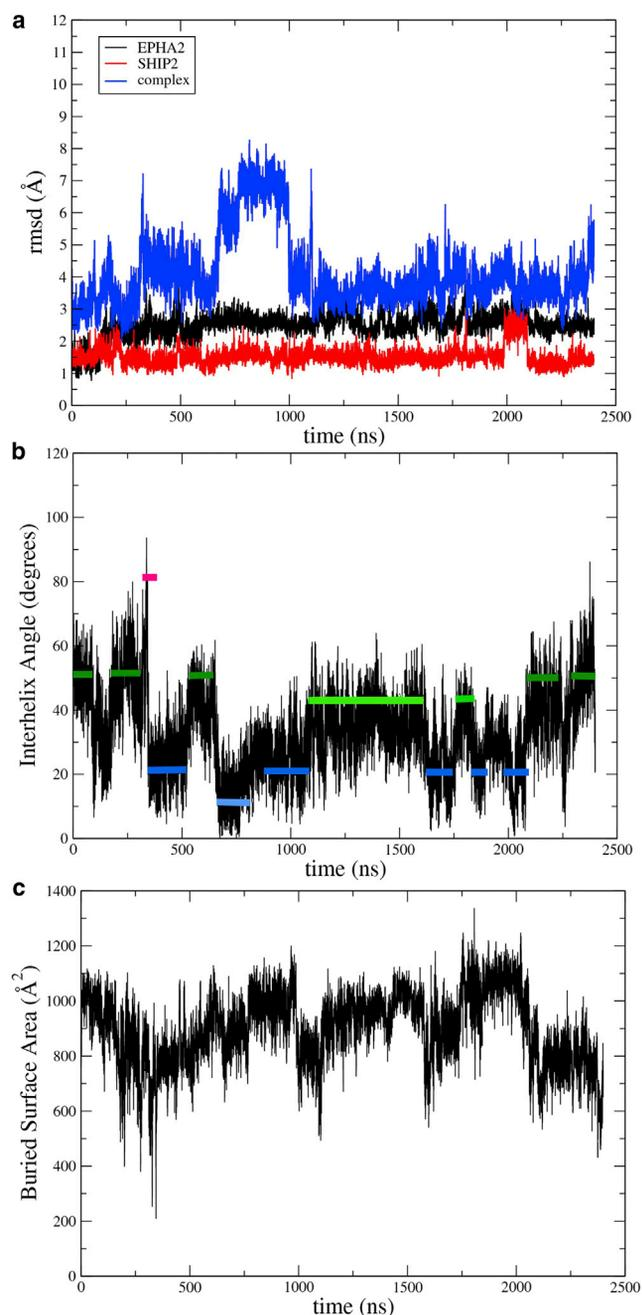 a
12
11
10
9
8
7
6
5
4
3
2
1
0
rmsd (Å)
EPHA2
SHIP2
complex
0 500 1000 1500 2000 2500
time (ns)
b
120
100
80
60
40
20
0
Interhelix Angle (degrees)
0 500 1000 1500 2000 2500
time (ns)
c
1400
1200
1000
800
600
400
200
0
Buried Surface Area (Å²)
0 500 1000 1500 2000 2500
time (ns)